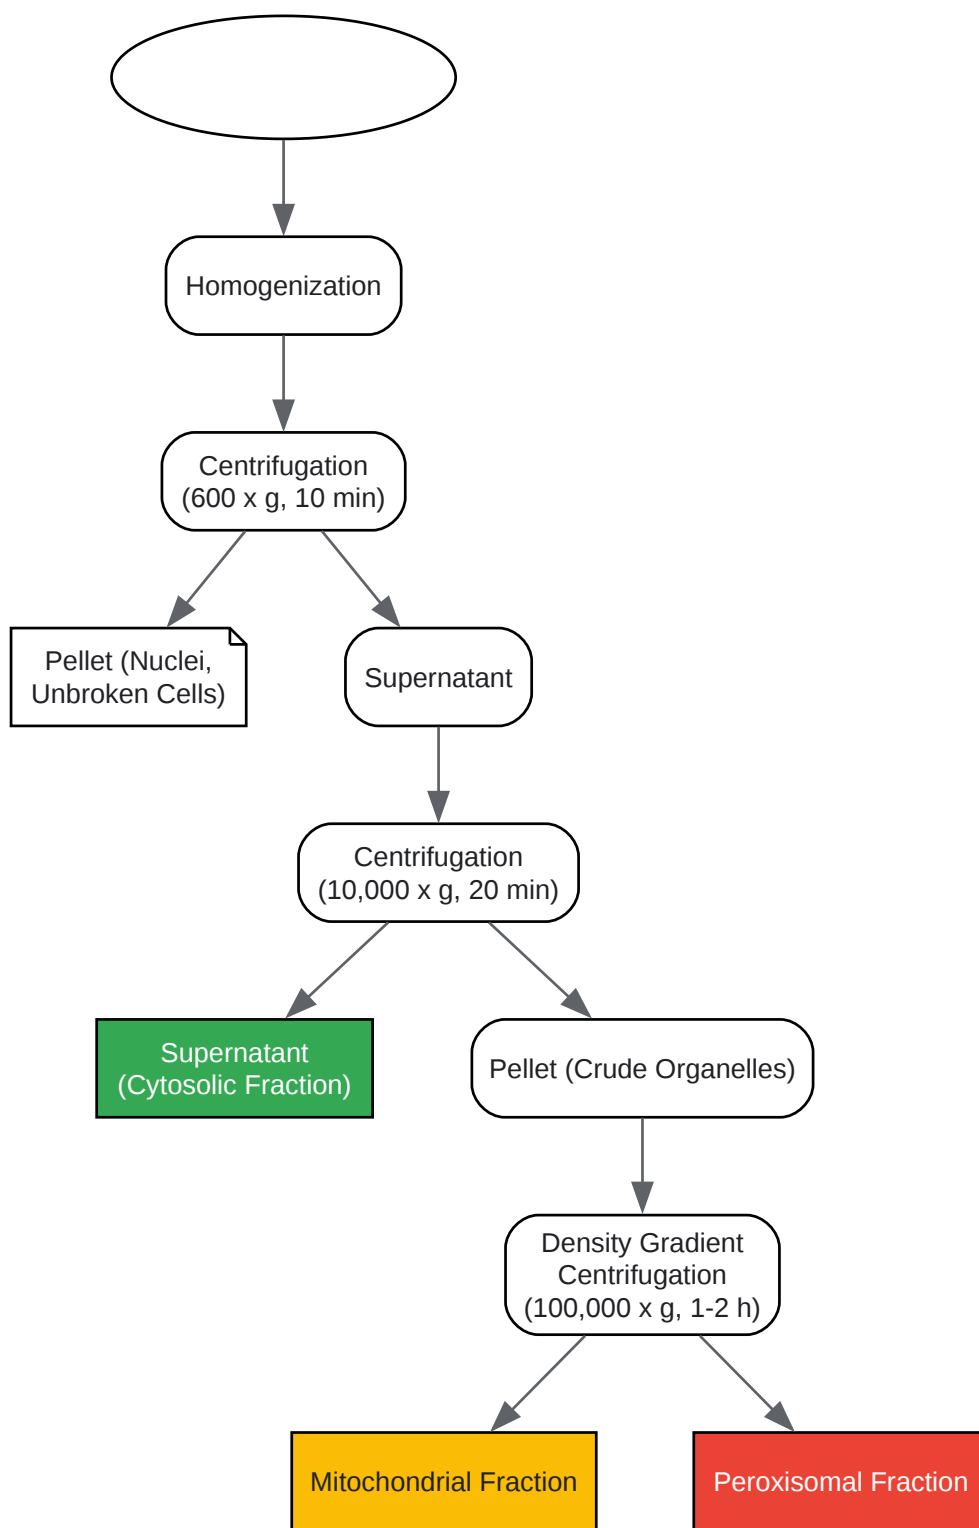 Homogenization
Centrifugation
(600 x g, 10 min)
Pellet (Nuclei,
Unbroken Cells)
Supernatant
Centrifugation
(10,000 x g, 20 min)
Supernatant
(Cytosolic Fraction)
Pellet (Crude Organelles)
Density Gradient
Centrifugation
(100,000 x g, 1-2 h)
Mitochondrial Fraction
Peroxisomal Fraction